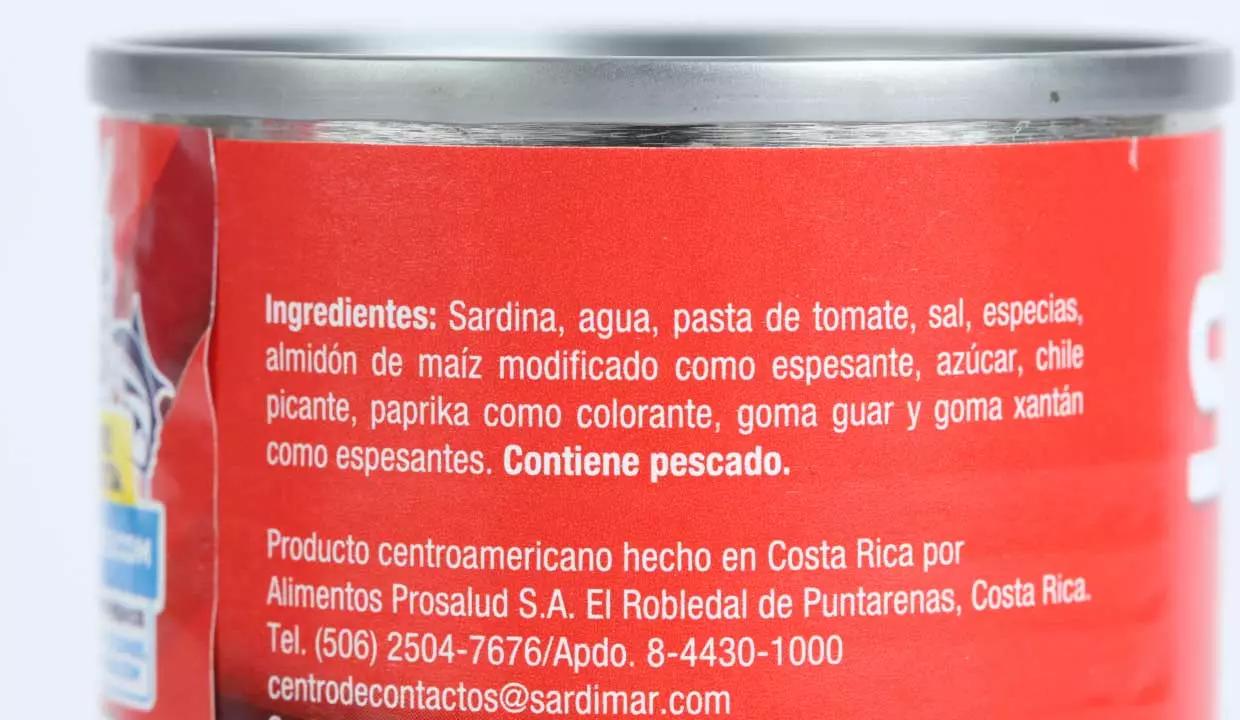 Ingredientes: Sardina, agua, pasta de tomate, sal, especias,
almidón de maíz modificado como espesante, azúcar, chile
picante, paprika como colorante, goma guar y goma xantán
como espesantes. Contiene pescado.
Producto centroamericano hecho en Costa Rica por
Alimentos Prosalud S.A. El Robledal de Puntarenas, Costa Rica.
Tel. (506) 2504-7676/Apdo. 8-4430-1000
centrodecontactos@sardimar.com